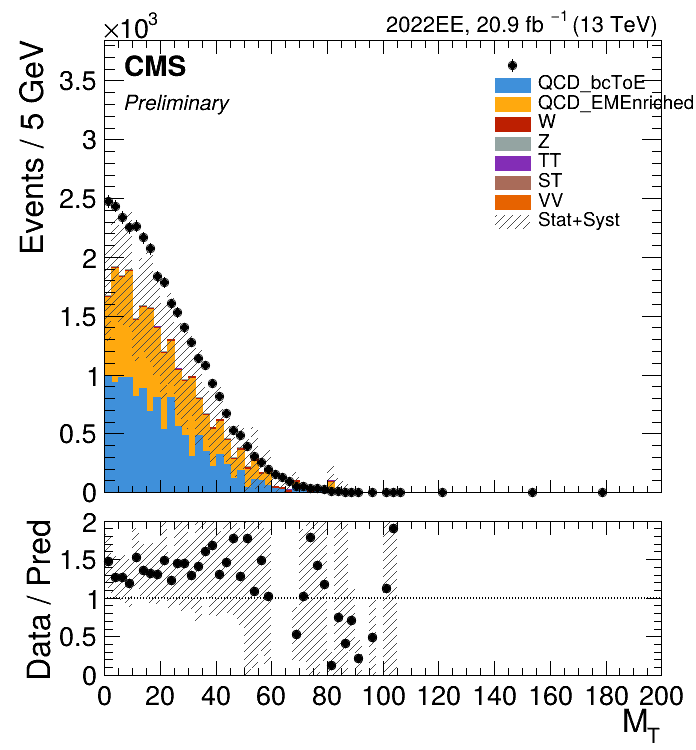 ×10³
2022EE, 20.9 fb ⁻¹ (13 TeV)
CMS
Preliminary
QCD_bcToE
QCD_EMEnriched
W
Z
TT
ST
VV
Stat+Syst
Events / 5 GeV
3.5
3
2.5
2
1.5
1
0.5
0
Data / Pred
2
1.5
1
0.5
0
0 20 40 60 80 100 120 140 160 180 200
M_T